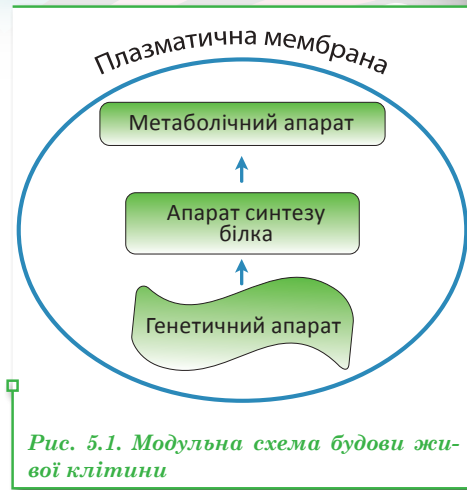 Плазматична мембрана
Метаболічний апарат
Апарат синтезу
білка
Генетичний апарат
Рис. 5.1. Модульна схема будови жи-
вої клітини